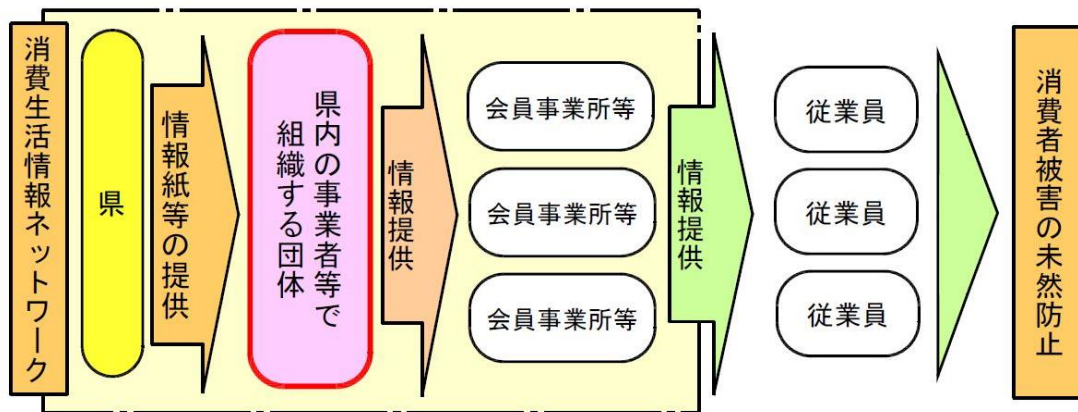 消費生活情報ネットワーク
県
情報紙等の提供
県内の事業者等で
組織する団体
情報提供
会員事業所等
会員事業所等
会員事業所等
情報提供
従業員
従業員
従業員
消費者被害の未然防止